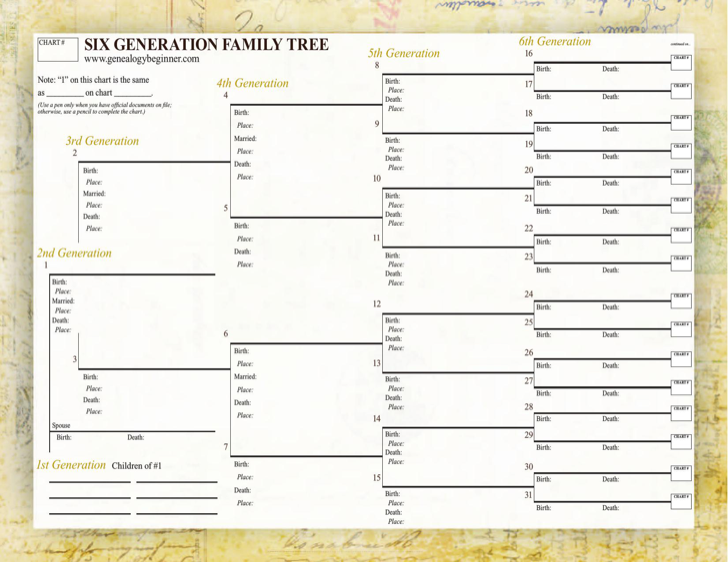 CHART #
SIX GENERATION FAMILY TREE
www.genealogybeginner.com
Note: "1" on this chart is the same
as ________ on chart ________.
(Use a pen only when you have official documents on file;
otherwise, use a pencil to complete the chart.)
1st Generation Children of #1
2nd Generation
1
Birth:
Place:
Married:
Place:
Death:
Place:
Spouse
Birth: Death:
3rd Generation
2
Birth:
Place:
Married:
Place:
Death:
Place:
3
Birth:
Place:
Death:
Place:
4th Generation
4
Birth:
Place:
Married:
Place:
Death:
Place:
5
Birth:
Place:
Death:
Place:
6
Birth:
Place:
Married:
Place:
Death:
Place:
7
Birth:
Place:
Death:
Place:
5th Generation
8
Birth:
Place:
Death:
Place:
9
Birth:
Place:
Death:
Place:
10
Birth:
Place:
Death:
Place:
11
Birth:
Place:
Death:
Place:
12
Birth:
Place:
Death:
Place:
13
Birth:
Place:
Death:
Place:
14
Birth:
Place:
Death:
Place:
15
Birth:
Place:
Death:
Place:
6th Generation
continued on..
16
CHART #
Birth: Death:
17
CHART #
Birth: Death:
18
CHART #
Birth: Death:
19
CHART #
Birth: Death:
20
CHART #
Birth: Death:
21
CHART #
Birth: Death:
22
CHART #
Birth: Death:
23
CHART #
Birth: Death:
24
CHART #
Birth: Death:
25
CHART #
Birth: Death:
26
CHART #
Birth: Death:
27
CHART #
Birth: Death:
28
CHART #
Birth: Death:
29
CHART #
Birth: Death:
30
CHART #
Birth: Death:
31
CHART #
Birth: Death: